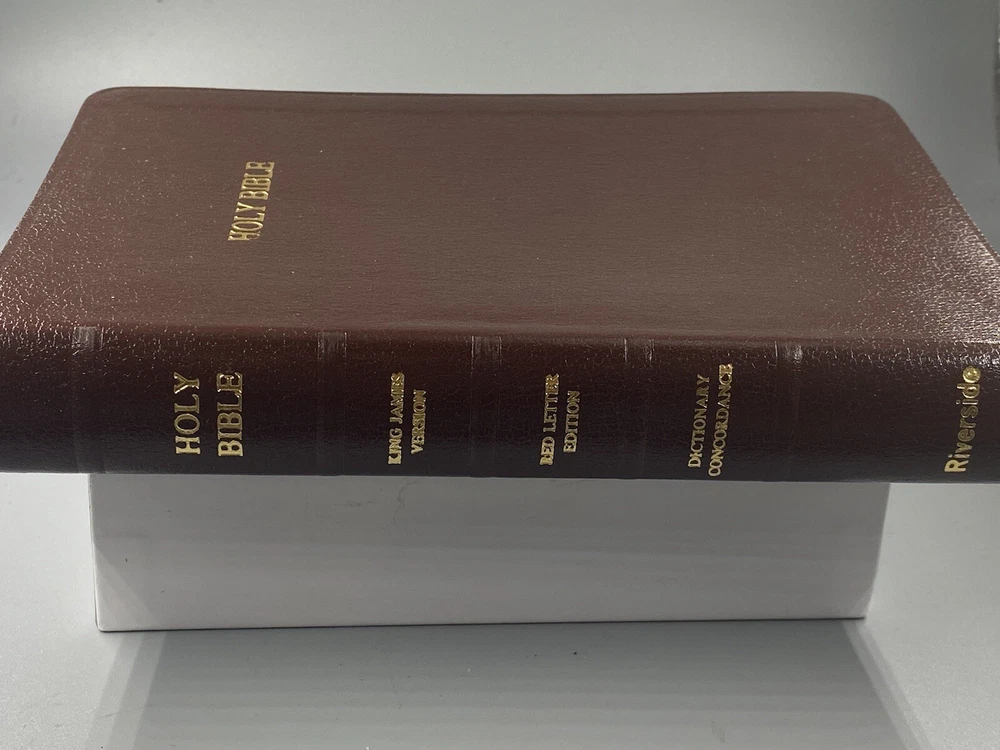 HOLY BIBLE
HOLY
BIBLE
KING JAMES
VERSION
RED LETTER
EDITION
DICTIONARY
CONCORDANCE
Riverside